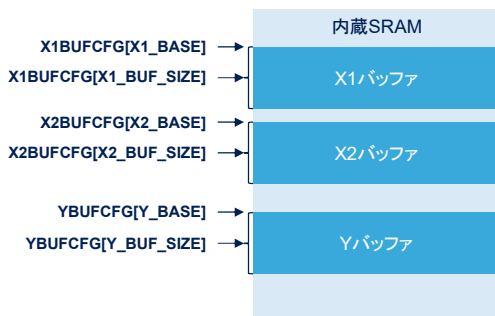 内蔵SRAM
X1BUFCFG[X1_BASE]
X1BUFCFG[X1_BUF_SIZE]
X1バッファ
X2BUFCFG[X2_BASE]
X2BUFCFG[X2_BUF_SIZE]
X2バッファ
YBUFCFG[Y_BASE]
YBUFCFG[Y_BUF_SIZE]
Yバッファ